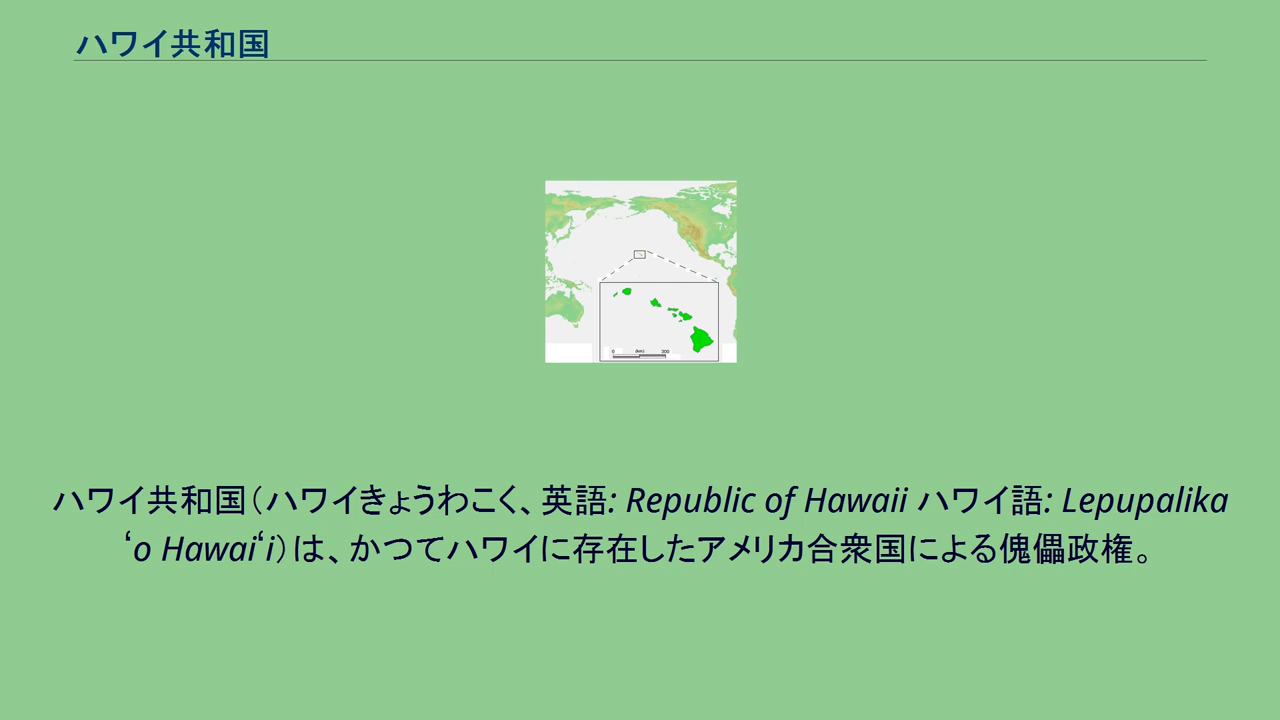 ハワイ共和国
0 (km) 200
ハワイ共和国（ハワイきょうわこく、英語: Republic of Hawaii ハワイ語: Lepupalika
ʻo Hawaiʻi）は、かつてハワイに存在したアメリカ合衆国による傀儡政権。